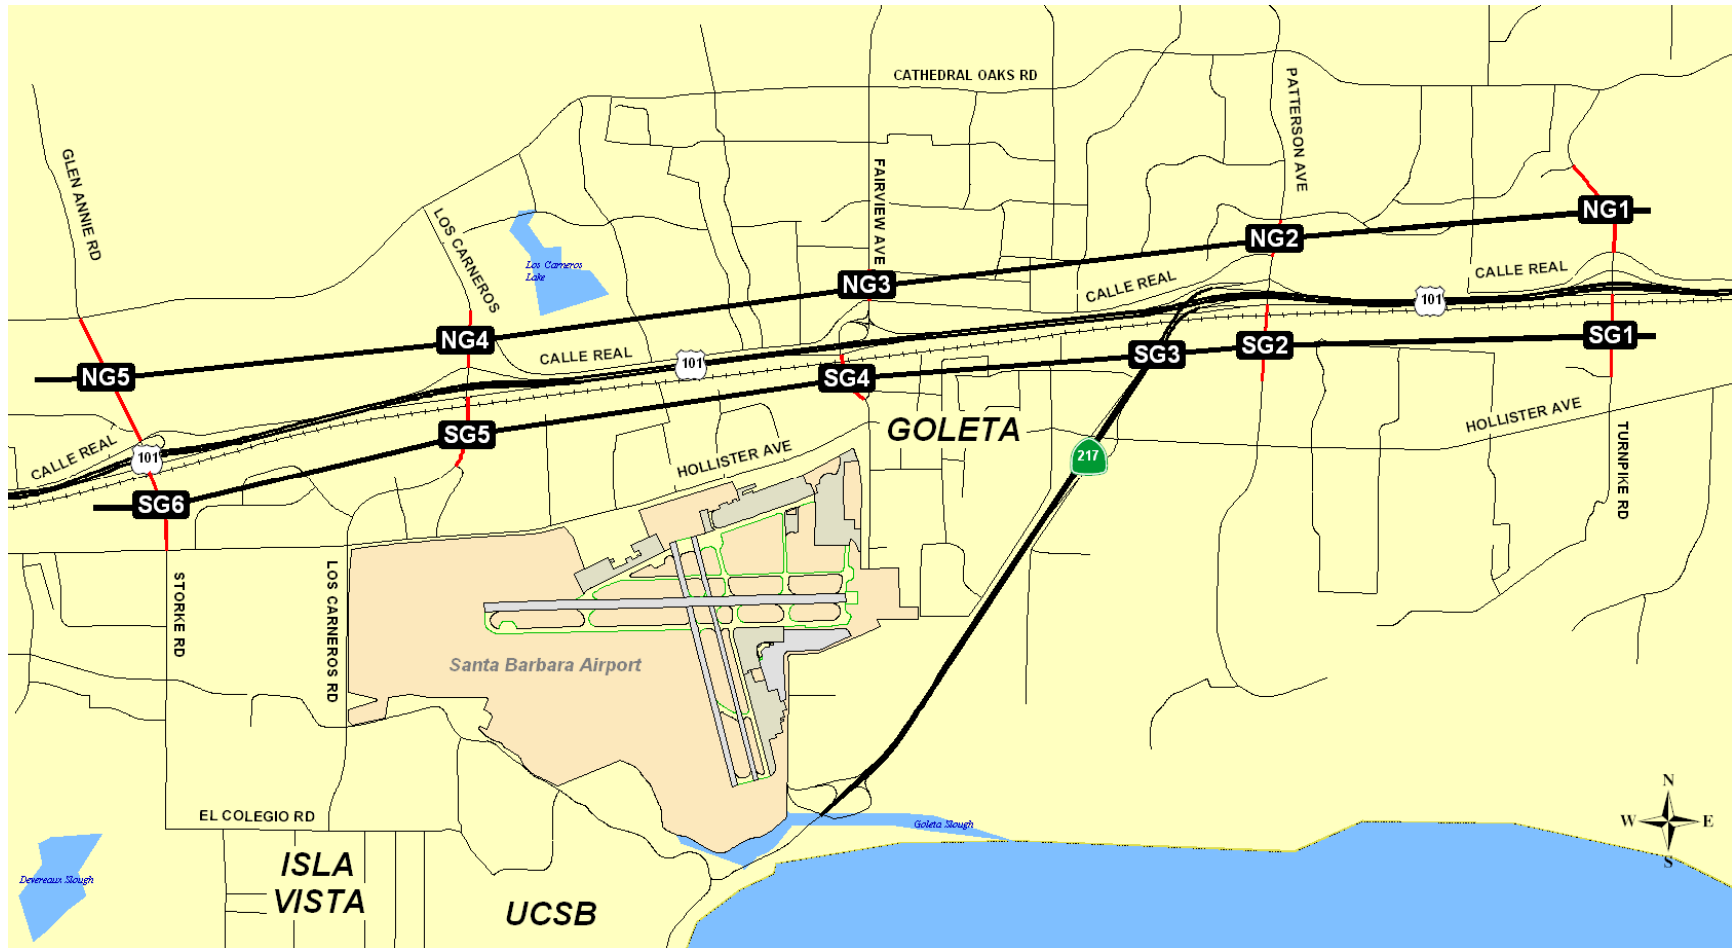 CATHEDRAL OAKS RD
PATTERSON AVE
GLEN ANNIE RD
FAIRVIEW AVE
LOS CARNEROS
Los Carneros
Lake
NG1
NG2
NG3
NG4
NG5
CALLE REAL
CALLE REAL
CALLE REAL
CALLE REAL
101
101
101
SG1
SG2
SG3
SG4
SG5
SG6
GOLETA
HOLLISTER AVE
HOLLISTER AVE
217
TURNPIKE RD
STORKE RD
LOS CARNEROS RD
Santa Barbara Airport
EL COLEGIO RD
Goleta Slough
Devereaux Slough
ISLA
VISTA
UCSB
N
W E
S